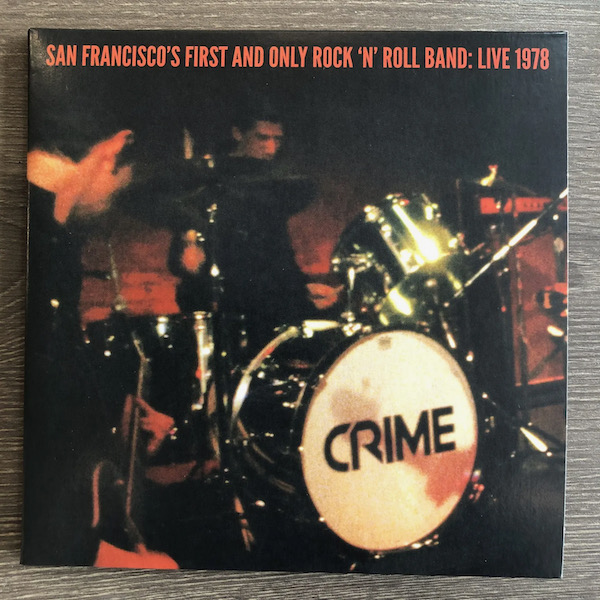 SAN FRANCISCO'S FIRST AND ONLY ROCK 'N' ROLL BAND: LIVE 1978
CRIME